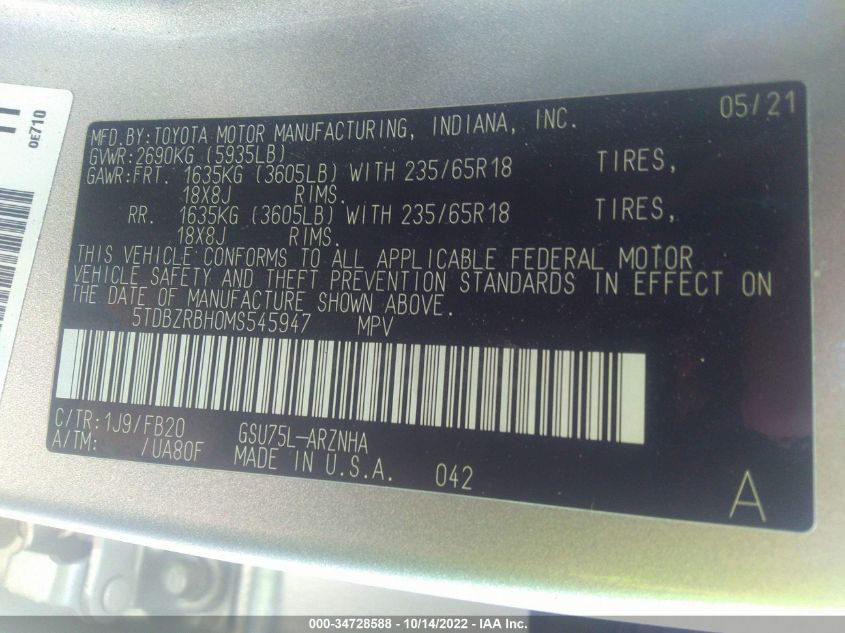 05/21
MFD.BY:TOYOTA MOTOR MANUFACTURING, INDIANA, INC.
GVWR:2690KG (5935LB)
GAWR:FRT. 1635KG (3605LB) WITH 235/65R18 TIRES,
18X8J RIMS.
RR. 1635KG (3605LB) WITH 235/65R18 TIRES,
18X8J RIMS.
THIS VEHICLE CONFORMS TO ALL APPLICABLE FEDERAL MOTOR
VEHICLE SAFETY AND THEFT PREVENTION STANDARDS IN EFFECT ON
THE DATE OF MANUFACTURE SHOWN ABOVE.
5TDBZRBH0MS545947 MPV
C/TR:1J9/FB20 GSU75L-ARZNHA
A/TM: /UA80F MADE IN U.S.A. 042
A
0E710
000-34728588 - 10/14/2022 - IAA Inc.